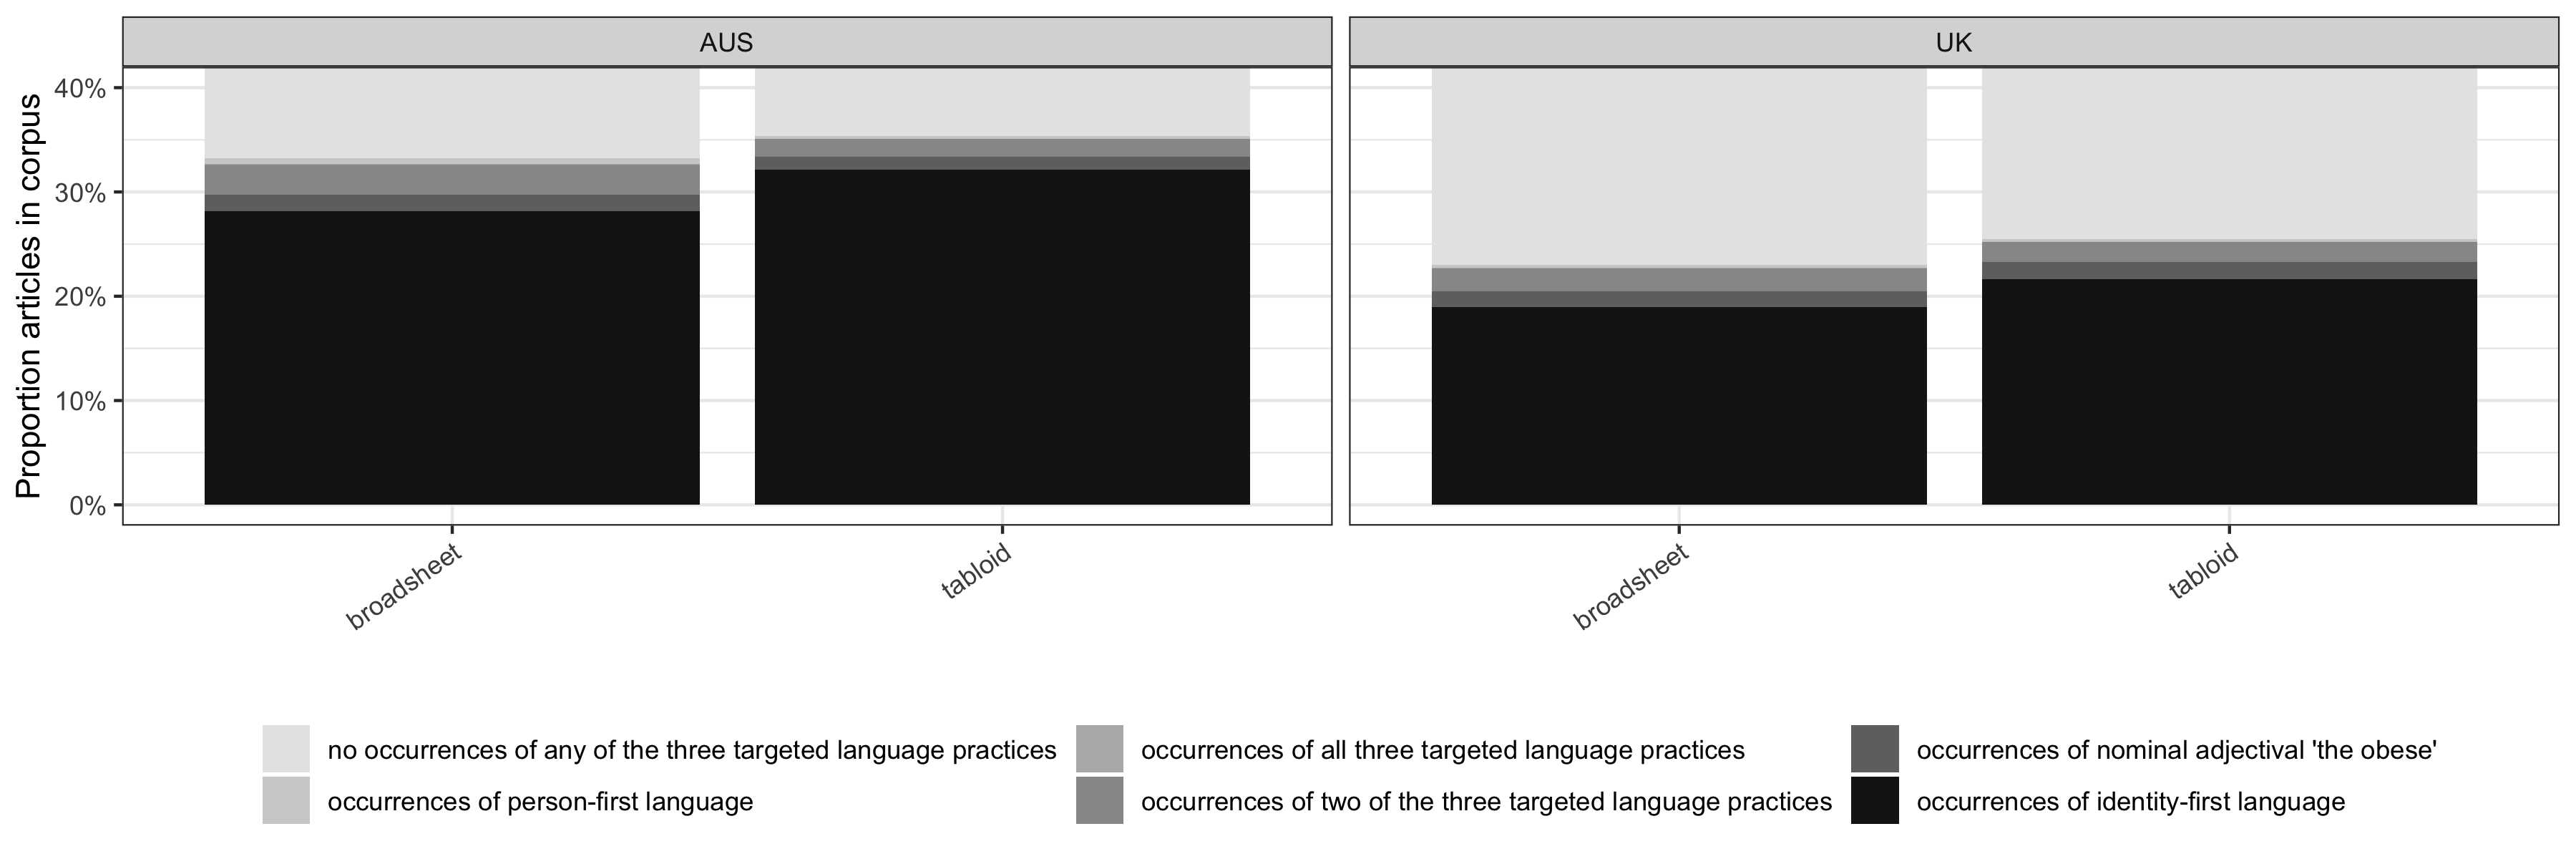 AUS
UK
Proportion articles in corpus
40%
30%
20%
10%
0%
broadsheet
tabloid
broadsheet
tabloid
no occurrences of any of the three targeted language practices
occurrences of person-first language
occurrences of all three targeted language practices
occurrences of two of the three targeted language practices
occurrences of nominal adjectival 'the obese'
occurrences of identity-first language